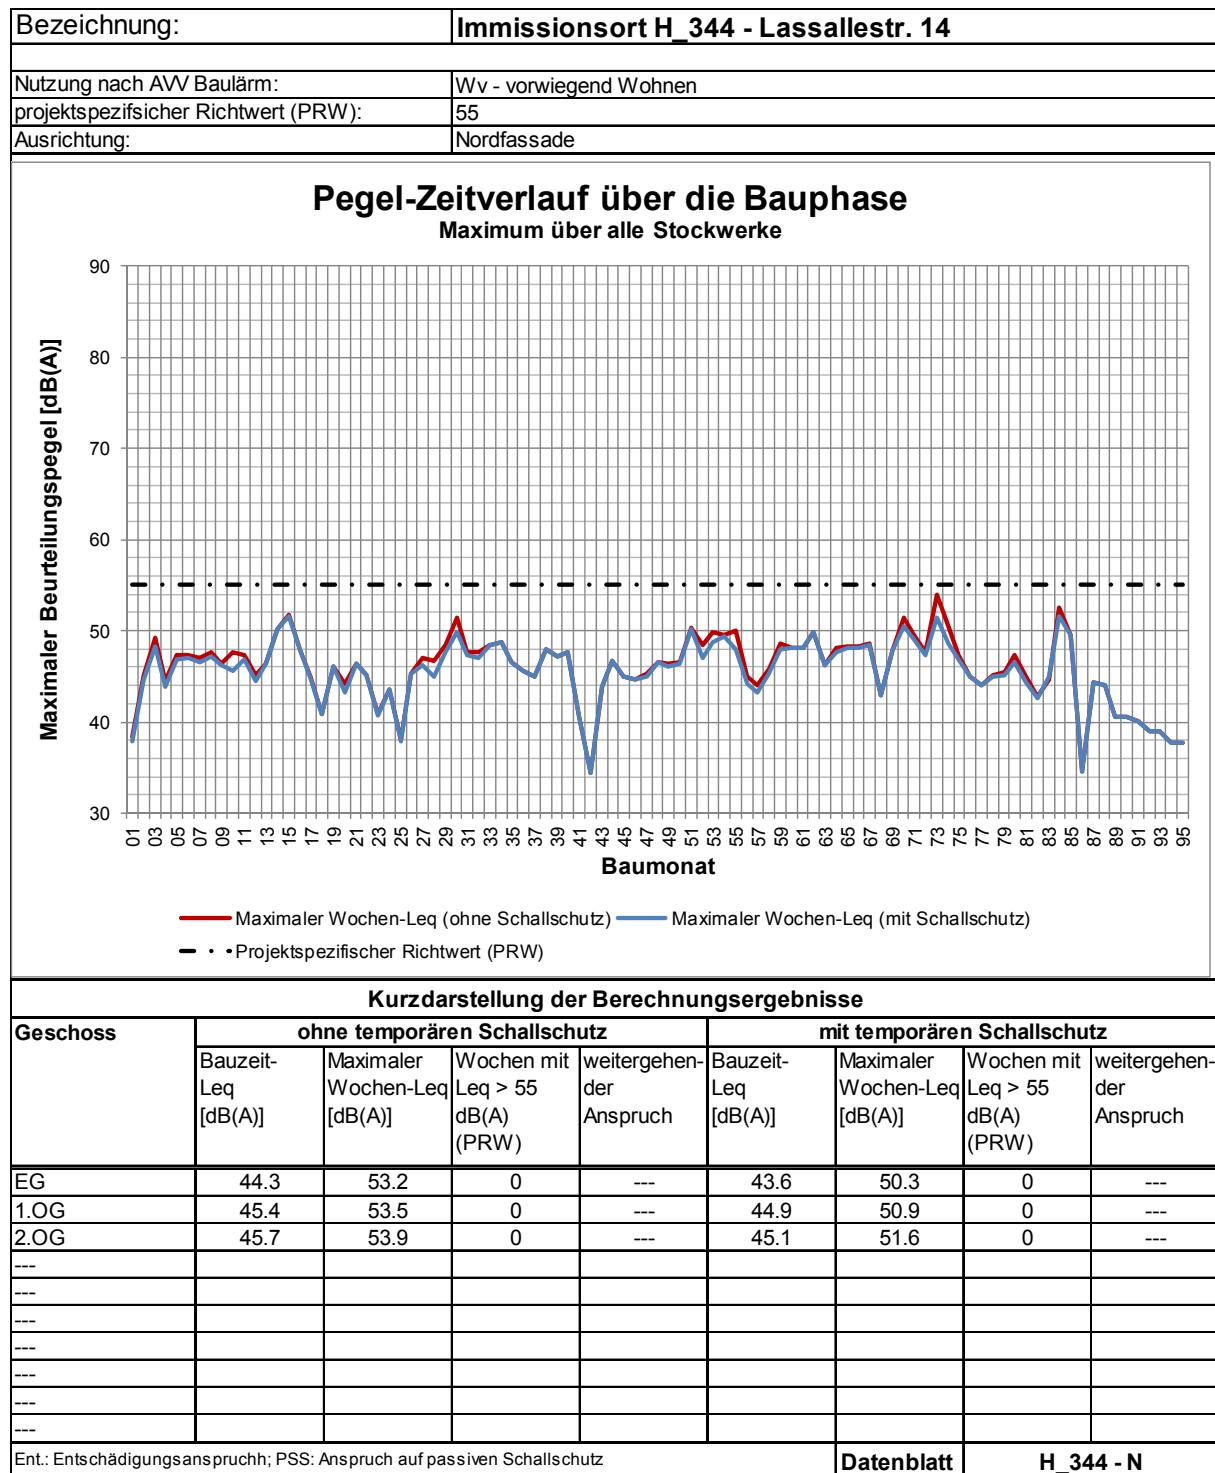 Bezeichnung: Immissionsort H_344 - Lassallestr. 14
Nutzung nach AVV Baulärm: Wv - vorwiegend Wohnen
projektspezifsicher Richtwert (PRW): 55
Ausrichtung: Nordfassade
Pegel-Zeitverlauf über die Bauphase
Maximum über alle Stockwerke
Maximaler Beurteilungspegel [dB(A)]
90
80
70
60
50
40
30
01 03 05 07 09 11 13 15 17 19 21 23 25 27 29 31 33 35 37 39 41 43 45 47 49 51 53 55 57 59 61 63 65 67 69 71 73 75 77 79 81 83 85 87 89 91 93 95
Baumonat
Maximaler Wochen-Leq (ohne Schallschutz) Maximaler Wochen-Leq (mit Schallschutz)
Projektspezifischer Richtwert (PRW)
Kurzdarstellung der Berechnungsergebnisse
Geschoss ohne temporären Schallschutz mit temporären Schallschutz
Bauzeit- Maximaler Wochen mit weitergehen- Bauzeit- Maximaler Wochen mit weitergehen-
Leq Wochen-Leq Leq > 55 der Leq Wochen-Leq Leq > 55 der
[dB(A)] [dB(A)] dB(A) Anspruch [dB(A)] [dB(A)] dB(A) Anspruch
(PRW) (PRW)
EG 44.3 53.2 0 --- 43.6 50.3 0 ---
1.OG 45.4 53.5 0 --- 44.9 50.9 0 ---
2.OG 45.7 53.9 0 --- 45.1 51.6 0 ---
---
---
---
---
---
---
---
Ent.: Entschädigungsanspruchh; PSS: Anspruch auf passiven Schallschutz Datenblatt H_344 - N